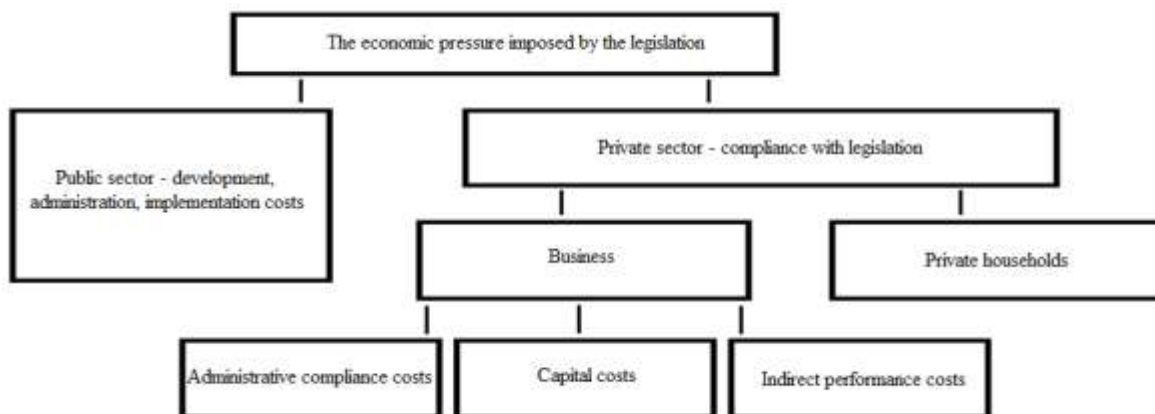 The economic pressure imposed by the legislation
Public sector - development,
administration, implementation costs
Private sector - compliance with legislation
Business
Private households
Administrative compliance costs
Capital costs
Indirect performance costs